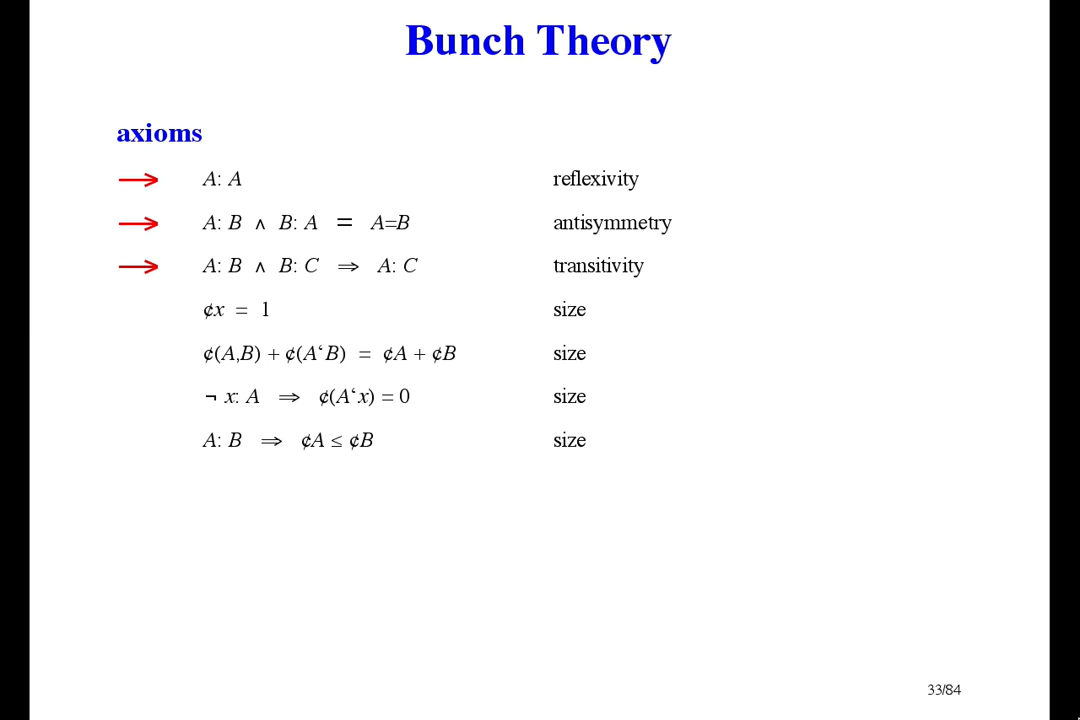 Bunch Theory
axioms
A: A reflexivity
A: B ∧ B: A = A=B antisymmetry
A: B ∧ B: C ⇒ A: C transitivity
¢x = 1 size
¢(A,B) + ¢(A‘B) = ¢A + ¢B size
¬ x: A ⇒ ¢(A‘x) = 0 size
A: B ⇒ ¢A ≤ ¢B size
33/84